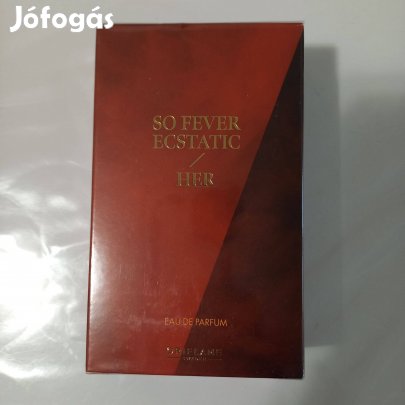 Jófogás
SO FEVER
ECSTATIC
/
HER
EAU DE PARFUM